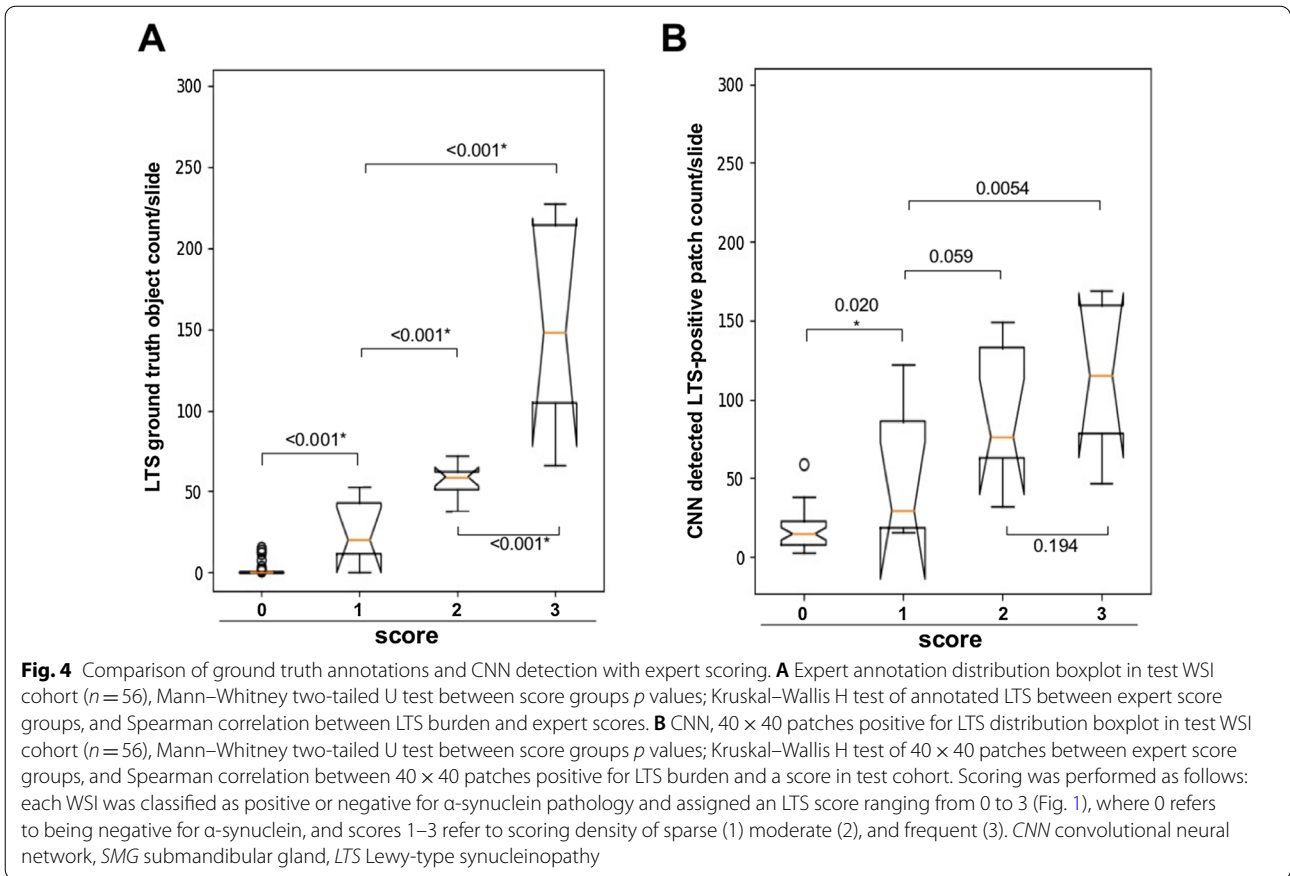 A
B
LTS ground truth object count/slide
300
250
200
150
100
50
0
<0.001*
<0.001*
<0.001*
<0.001*
0 1 2 3
score
CNN detected LTS-positive patch count/slide
300
250
200
150
100
50
0
0.0054
0.059
0.020
*
0.194
0 1 2 3
score
Fig. 4 Comparison of ground truth annotations and CNN detection with expert scoring. A Expert annotation distribution boxplot in test WSI
cohort (n = 56), Mann–Whitney two-tailed U test between score groups p values; Kruskal–Wallis H test of annotated LTS between expert score
groups, and Spearman correlation between LTS burden and expert scores. B CNN, 40 × 40 patches positive for LTS distribution boxplot in test WSI
cohort (n = 56), Mann–Whitney two-tailed U test between score groups p values; Kruskal–Wallis H test of 40 × 40 patches between expert score
groups, and Spearman correlation between 40 × 40 patches positive for LTS burden and a score in test cohort. Scoring was performed as follows:
each WSI was classified as positive or negative for α-synuclein pathology and assigned an LTS score ranging from 0 to 3 (Fig. 1), where 0 refers
to being negative for α-synuclein, and scores 1–3 refer to scoring density of sparse (1) moderate (2), and frequent (3). CNN convolutional neural
network, SMG submandibular gland, LTS Lewy-type synucleinopathy